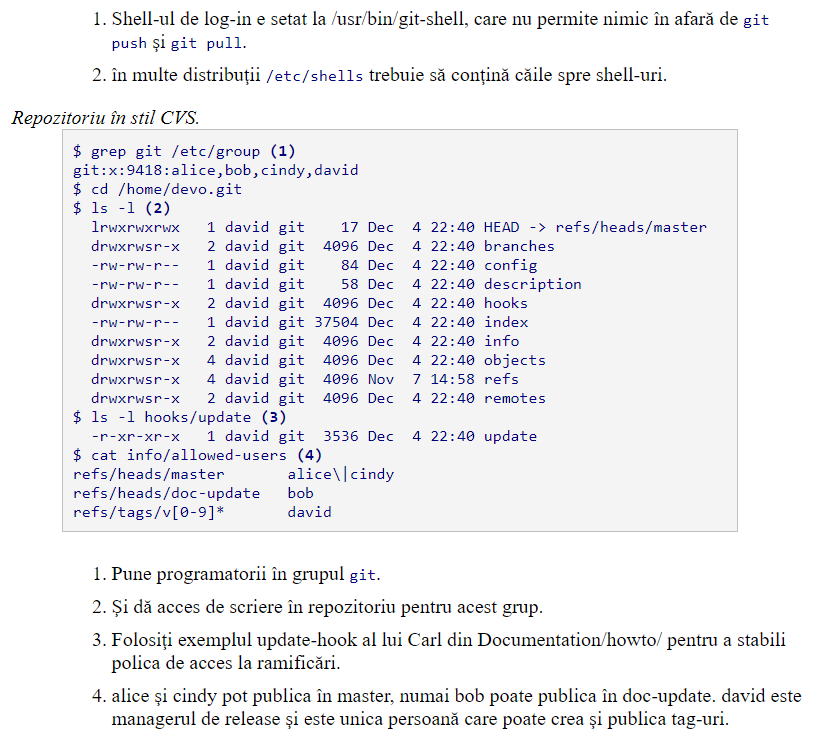 1. Shell-ul de log-in e setat la /usr/bin/git-shell, care nu permite nimic în afară de git
push și git pull.
2. în multe distribuții /etc/shells trebuie să conțină căile spre shell-uri.
Repozitoriu în stil CVS.
$ grep git /etc/group (1)
git:x:9418:alice,bob,cindy,david
$ cd /home/devo.git
$ ls -l (2)
  lrwxrwxrwx   1 david git    17 Dec  4 22:40 HEAD -> refs/heads/master
  drwxrwsr-x   2 david git  4096 Dec  4 22:40 branches
  -rw-rw-r--   1 david git    84 Dec  4 22:40 config
  -rw-rw-r--   1 david git    58 Dec  4 22:40 description
  drwxrwsr-x   2 david git  4096 Dec  4 22:40 hooks
  -rw-rw-r--   1 david git 37504 Dec  4 22:40 index
  drwxrwsr-x   2 david git  4096 Dec  4 22:40 info
  drwxrwsr-x   4 david git  4096 Dec  4 22:40 objects
  drwxrwsr-x   4 david git  4096 Nov  7 14:58 refs
  drwxrwsr-x   2 david git  4096 Dec  4 22:40 remotes
$ ls -l hooks/update (3)
  -r-xr-xr-x   1 david git  3536 Dec  4 22:40 update
$ cat info/allowed-users (4)
refs/heads/master       alice\|cindy
refs/heads/doc-update   bob
refs/tags/v[0-9]*       david
1. Pune programatorii în grupul git.
2. Și dă acces de scriere în repozitoriu pentru acest grup.
3. Folosiți exemplul update-hook al lui Carl din Documentation/howto/ pentru a stabili
polica de acces la ramificări.
4. alice și cindy pot publica în master, numai bob poate publica în doc-update. david este
managerul de release și este unica persoană care poate crea și publica tag-uri.